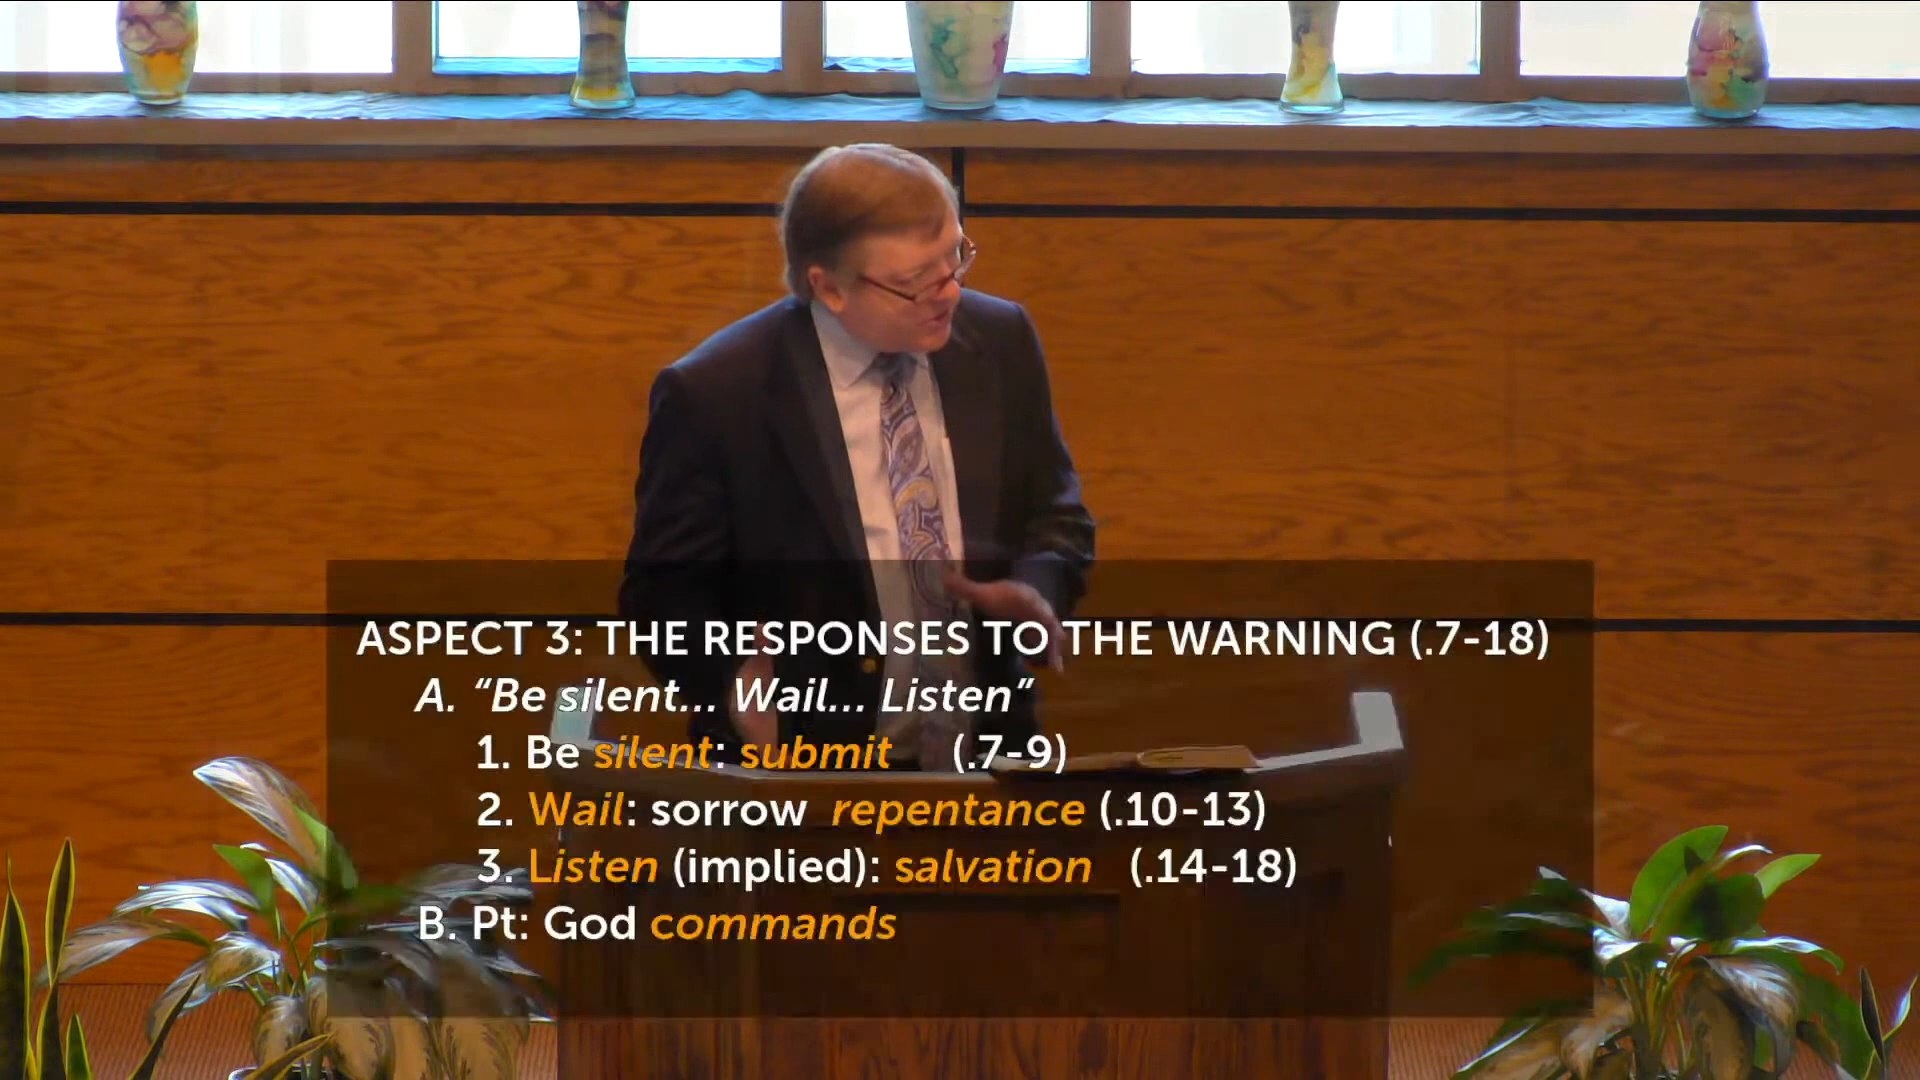 ASPECT 3: THE RESPONSES TO THE WARNING (.7-18)
A. “Be silent... Wail... Listen”
1. Be silent: submit (.7-9)
2. Wail: sorrow repentance (.10-13)
3. Listen (implied): salvation (.14-18)
B. Pt: God commands